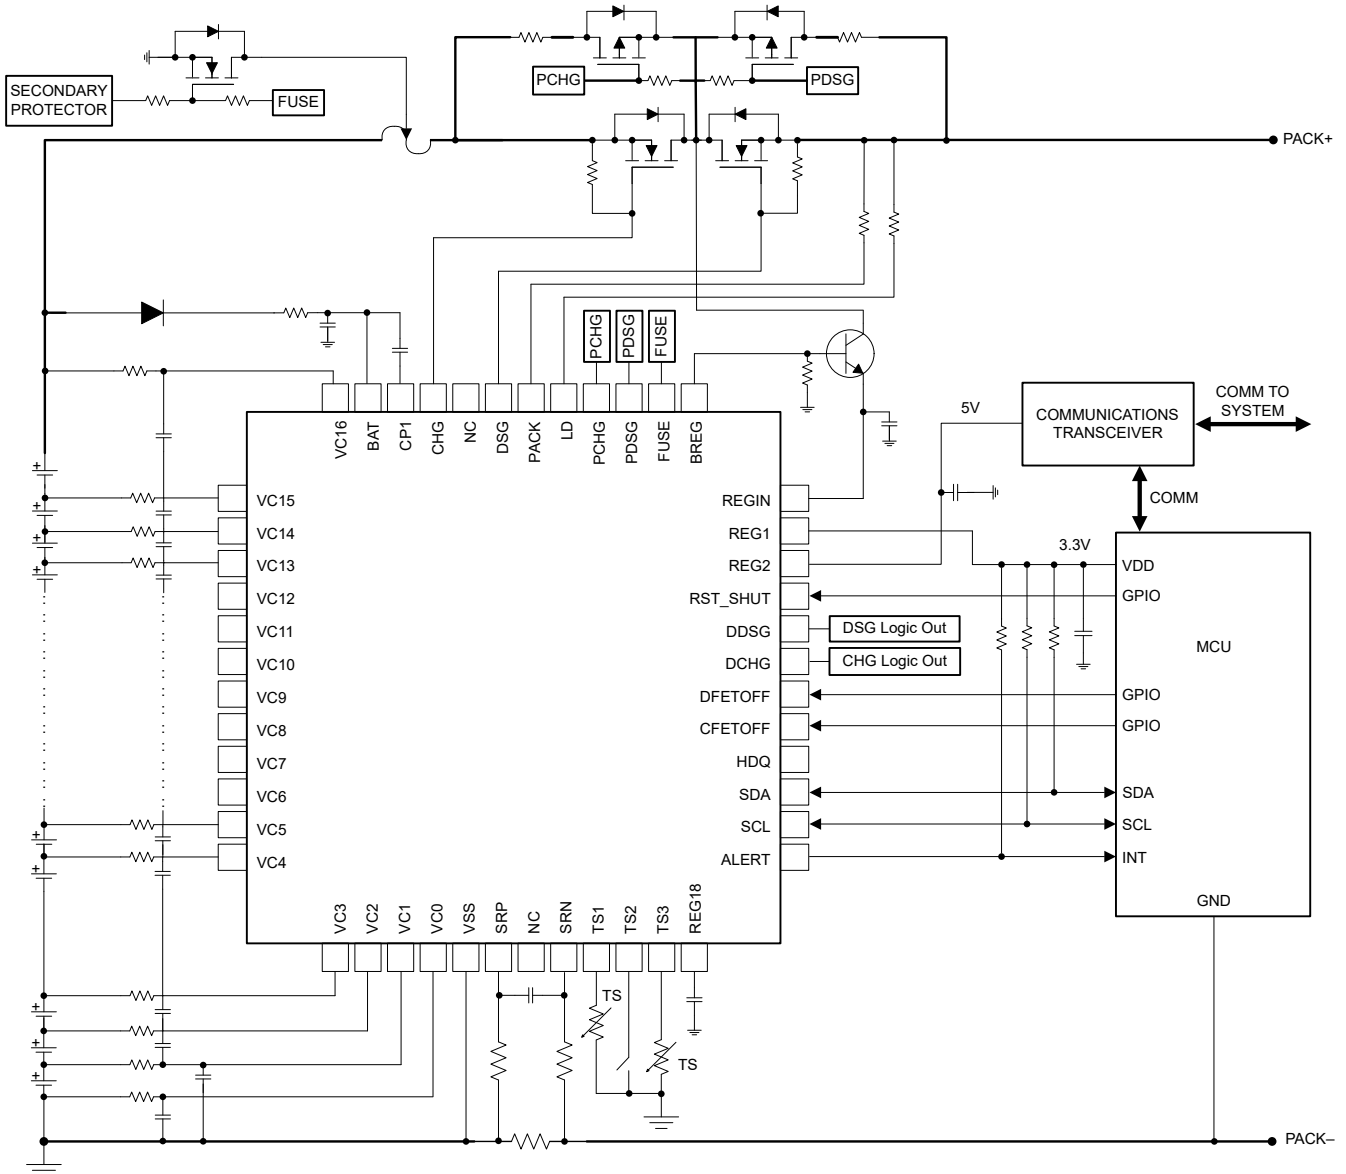 SECONDARY
PROTECTOR
FUSE
PCHG
PDSG
PACK+
PCHG
PDSG
FUSE
VC16
BAT
CP1
CHG
NC
DSG
PACK
LD
PCHG
PDSG
FUSE
BREG
5V
COMMUNICATIONS
TRANSCEIVER
COMM TO
SYSTEM
COMM
+
+
+
+
VC15
VC14
VC13
VC12
VC11
VC10
VC9
VC8
VC7
VC6
VC5
VC4
REGIN
REG1
REG2
RST_SHUT
DDSG
DCHG
DFETOFF
CFETOFF
HDQ
SDA
SCL
ALERT
DSG Logic Out
CHG Logic Out
3.3V
VDD
GPIO
MCU
GPIO
GPIO
SDA
SCL
INT
GND
+
+
VC3
VC2
VC1
VC0
VSS
SRP
NC
SRN
TS1
TS2
TS3
REG18
+
+
+
TS
TS
PACK–